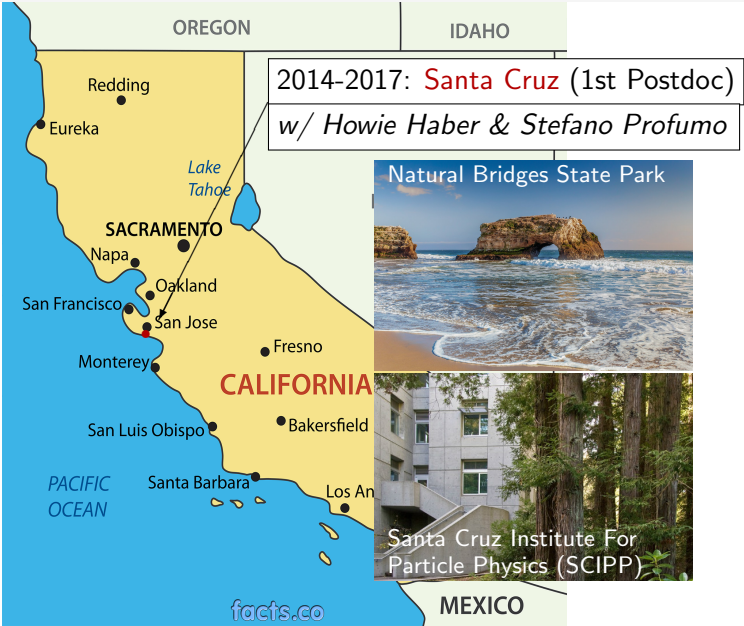 OREGON
IDAHO
2014-2017: Santa Cruz (1st Postdoc)
w/ Howie Haber & Stefano Profumo
Redding
Eureka
Lake
Tahoe
Natural Bridges State Park
SACRAMENTO
Napa
Oakland
San Francisco
San Jose
Monterey
Fresno
CALIFORNIA
San Luis Obispo
Bakersfield
PACIFIC
OCEAN
Santa Barbara
Los An
Santa Cruz Institute For
Particle Physics (SCIPP)
facts.co
MEXICO